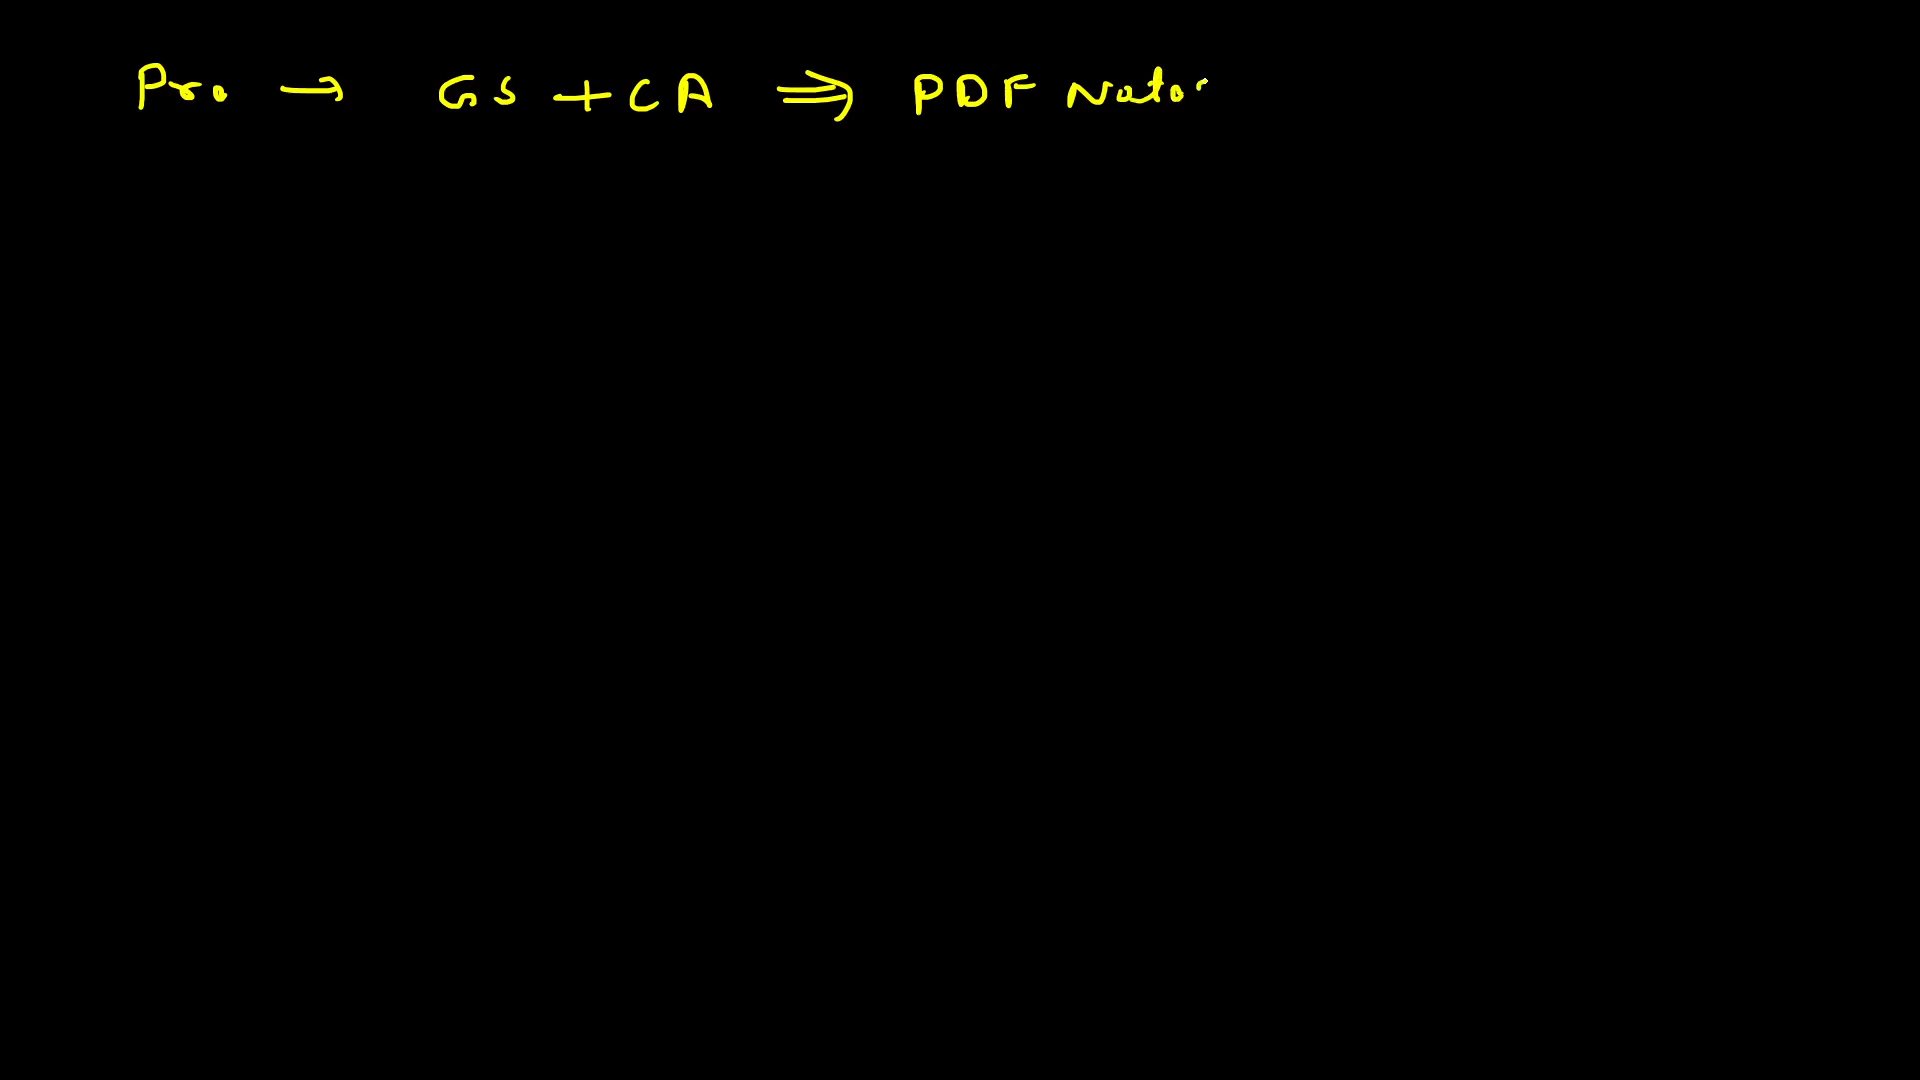 Pro → GS + CA ⇒ PDF Notes